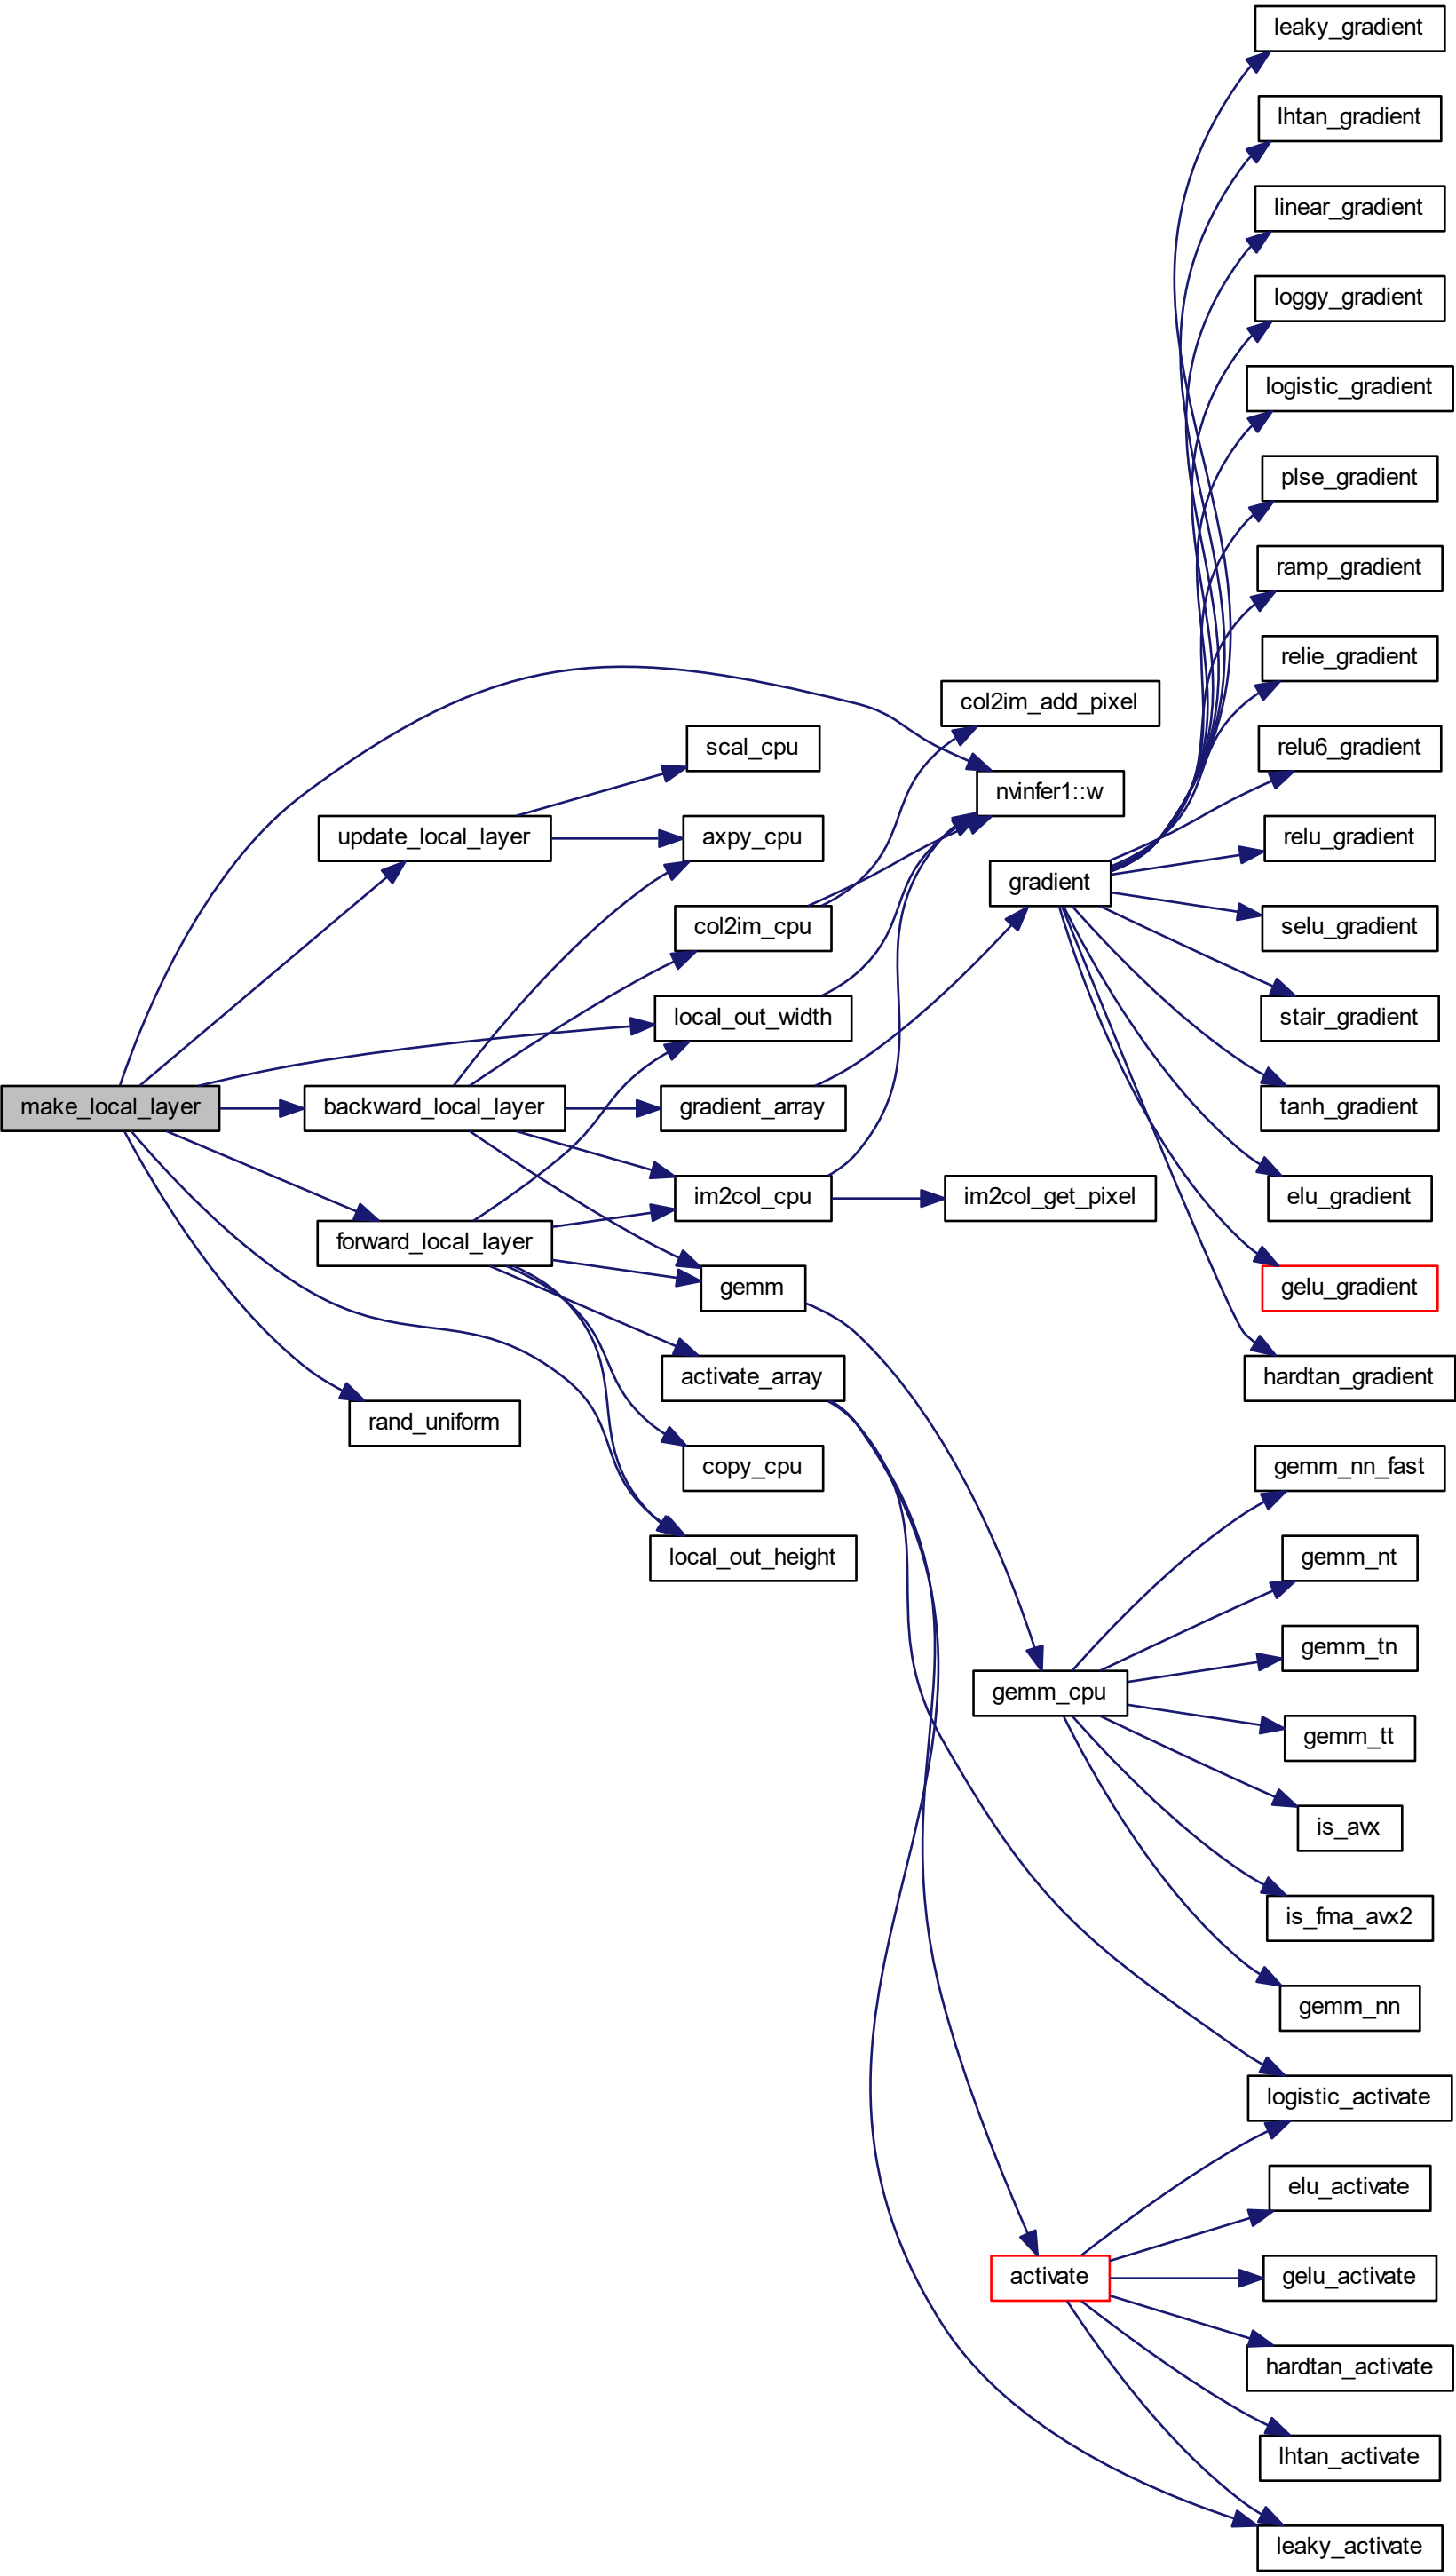 leaky_gradient
lhtan_gradient
linear_gradient
loggy_gradient
logistic_gradient
plse_gradient
ramp_gradient
relie_gradient
col2im_add_pixel
scal_cpu
relu6_gradient
nvinfer1::w
update_local_layer
axpy_cpu
relu_gradient
gradient
col2im_cpu
selu_gradient
local_out_width
stair_gradient
make_local_layer
backward_local_layer
gradient_array
tanh_gradient
im2col_cpu
im2col_get_pixel
elu_gradient
forward_local_layer
gemm
gelu_gradient
activate_array
hardtan_gradient
rand_uniform
copy_cpu
gemm_nn_fast
local_out_height
gemm_nt
gemm_tn
gemm_cpu
gemm_tt
is_avx
is_fma_avx2
gemm_nn
logistic_activate
elu_activate
activate
gelu_activate
hardtan_activate
lhtan_activate
leaky_activate